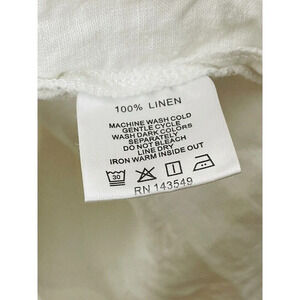 100% LINEN
MACHINE WASH COLD
GENTLE CYCLE
WASH DARK COLORS
SEPARATELY
DO NOT BLEACH
LINE DRY
IRON WARM INSIDE OUT
30
RN 143549